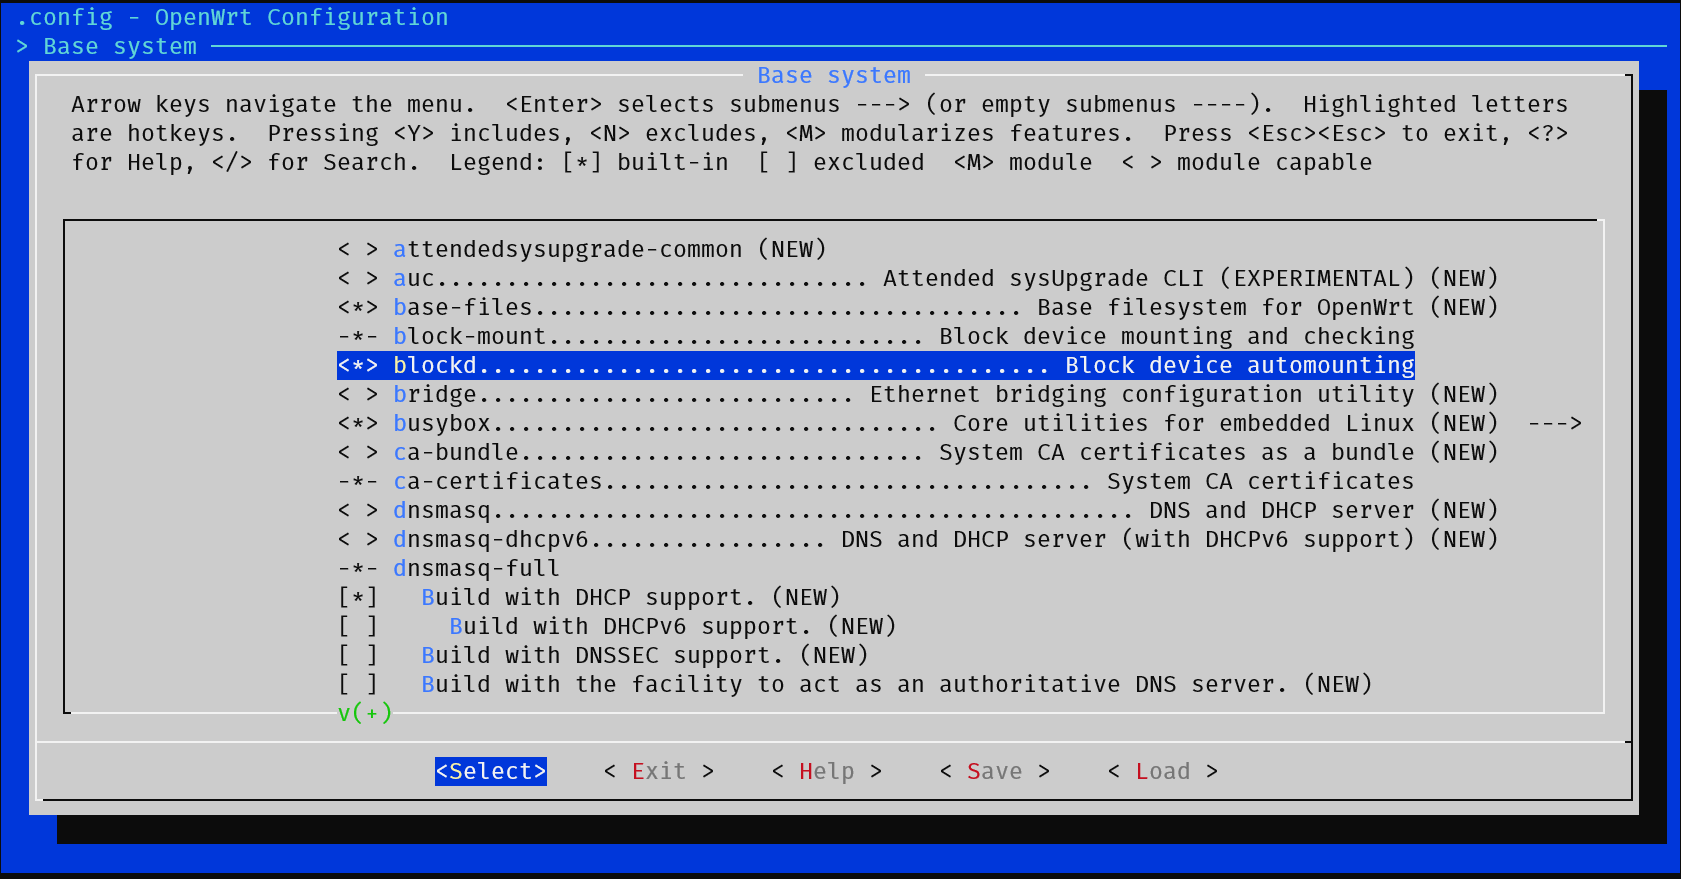 .config - OpenWrt Configuration
> Base system
Base system
Arrow keys navigate the menu.  <Enter> selects submenus ---> (or empty submenus ----).  Highlighted letters
are hotkeys.  Pressing <Y> includes, <N> excludes, <M> modularizes features.  Press <Esc><Esc> to exit, <?>
for Help, </> for Search.  Legend: [*] built-in  [ ] excluded  <M> module  < > module capable
< > attendedsysupgrade-common (NEW)
< > auc............................... Attended sysUpgrade CLI (EXPERIMENTAL) (NEW)
<*> base-files................................... Base filesystem for OpenWrt (NEW)
-*- block-mount........................... Block device mounting and checking
<*> blockd......................................... Block device automounting
< > bridge........................... Ethernet bridging configuration utility (NEW)
<*> busybox................................ Core utilities for embedded Linux (NEW)  --->
< > ca-bundle............................. System CA certificates as a bundle (NEW)
-*- ca-certificates................................... System CA certificates
< > dnsmasq.............................................. DNS and DHCP server (NEW)
< > dnsmasq-dhcpv6................. DNS and DHCP server (with DHCPv6 support) (NEW)
-*- dnsmasq-full
[*]   Build with DHCP support. (NEW)
[ ]     Build with DHCPv6 support. (NEW)
[ ]   Build with DNSSEC support. (NEW)
[ ]   Build with the facility to act as an authoritative DNS server. (NEW)
v(+)
<Select>    < Exit >    < Help >    < Save >    < Load >